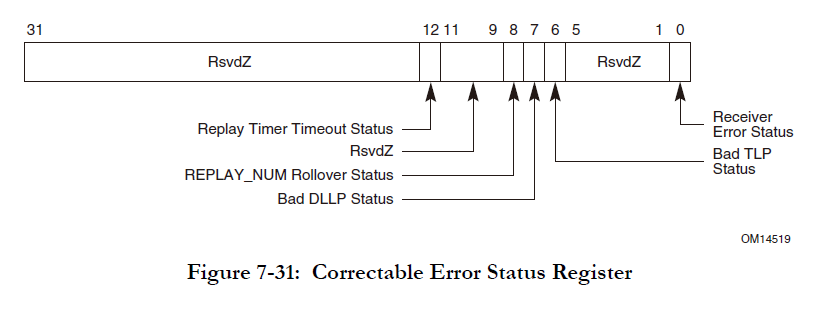 31 12 11 9 8 7 6 5 1 0
RsvdZ RsvdZ
Replay Timer Timeout Status
RsvdZ
REPLAY_NUM Rollover Status
Bad DLLP Status
Receiver
Error Status
Bad TLP
Status
OM14519
Figure 7-31: Correctable Error Status Register